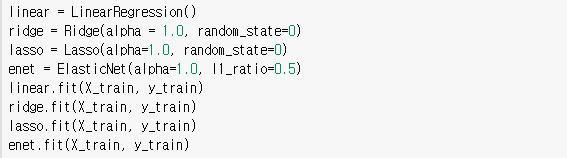 linear = LinearRegression()
ridge = Ridge(alpha = 1.0, random_state=0)
lasso = Lasso(alpha=1.0, random_state=0)
enet = ElasticNet(alpha=1.0, l1_ratio=0.5)
linear.fit(X_train, y_train)
ridge.fit(X_train, y_train)
lasso.fit(X_train, y_train)
enet.fit(X_train, y_train)